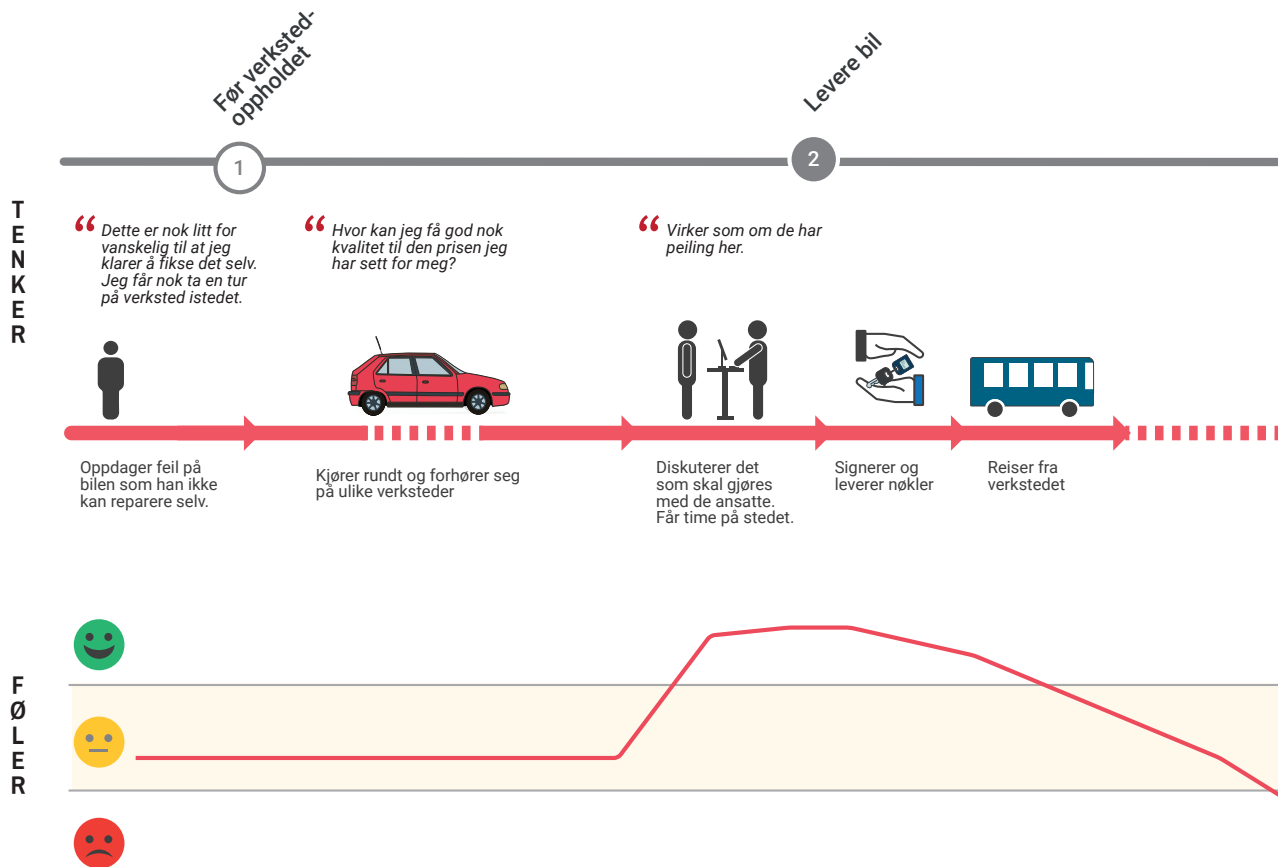 Før verksted-
oppholdet
Levere bil
1
2
TENKER
Dette er nok litt for
vanskelig til at jeg
klarer å fikse det selv.
Jeg får nok ta en tur
på verksted istedet.
Hvor kan jeg få god nok
kvalitet til den prisen jeg
har sett for meg?
Virker som om de har
peiling her.
Oppdager feil på
bilen som han ikke
kan reparere selv.
Kjører rundt og forhører seg
på ulike verksteder
Diskuterer det
som skal gjøres
med de ansatte.
Får time på stedet.
Signerer og
leverer nøkler
Reiser fra
verkstedet
FØLER